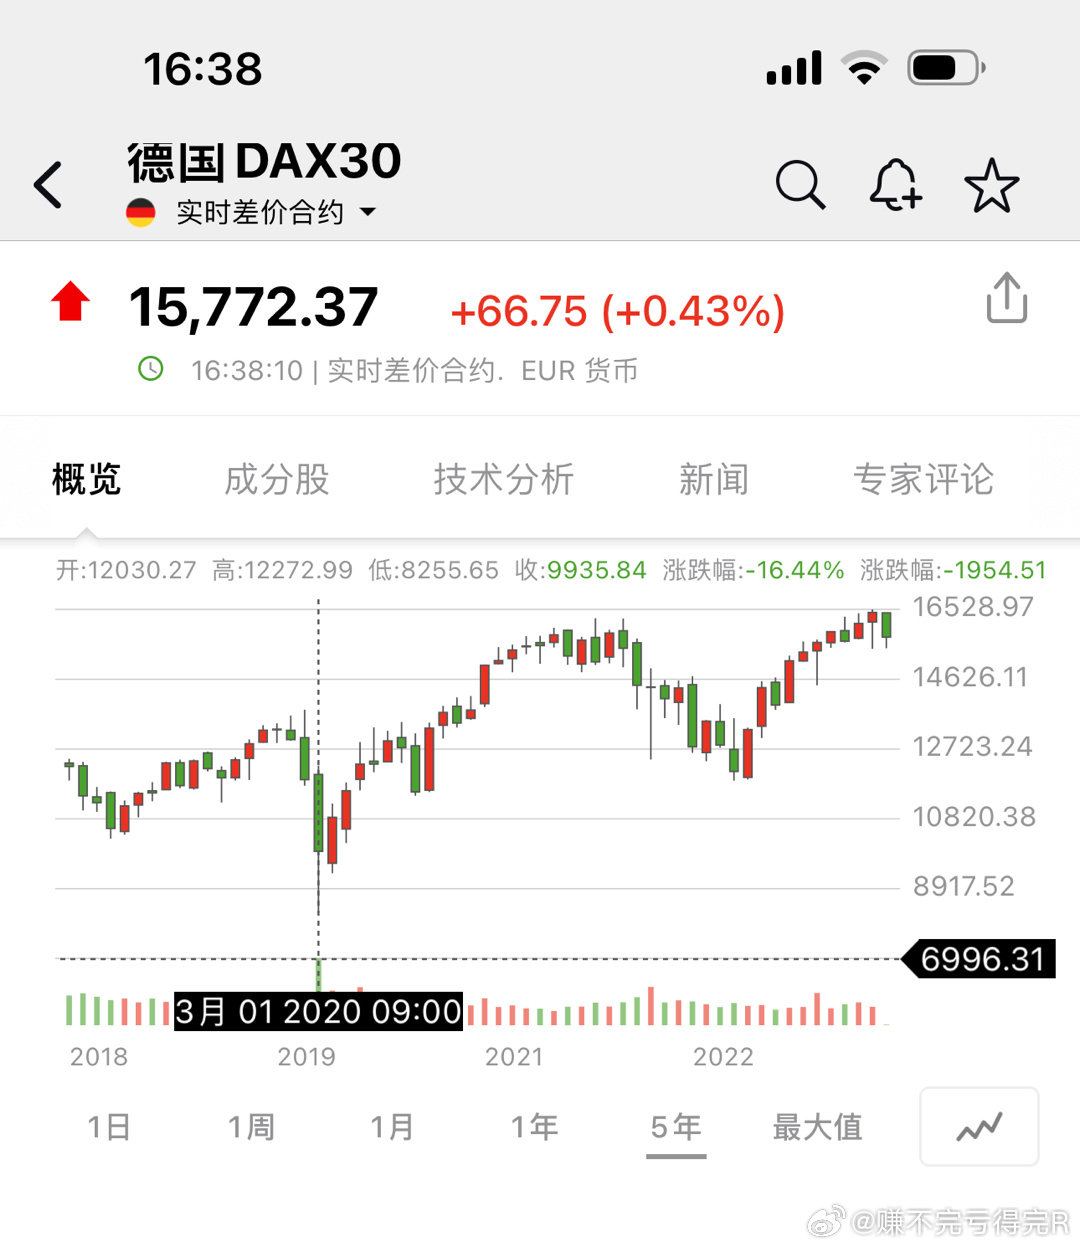 16:38
德国DAX30
实时差价合约
15,772.37 +66.75 (+0.43%)
16:38:10 | 实时差价合约. EUR 货币
概览 成分股 技术分析 新闻 专家评论
开:12030.27 高:12272.99 低:8255.65 收:9935.84 涨跌幅:-16.44% 涨跌幅:-1954.51
16528.97
14626.11
12723.24
10820.38
8917.52
6996.31
3月 01 2020 09:00
2018 2019 2021 2022
1日 1周 1月 1年 5年 最大值
@赚不完亏得完R